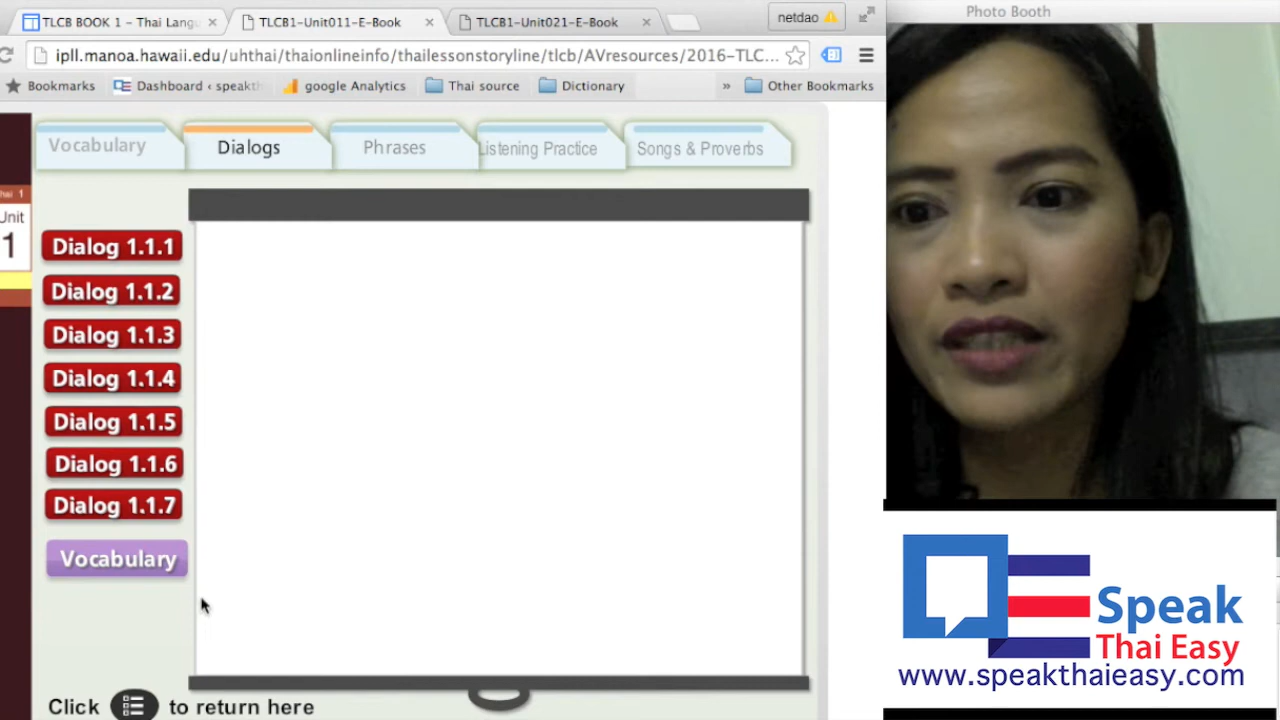 TLCB BOOK 1 – Thai Langu
TLCB1-Unit011-E-Book
TLCB1-Unit021-E-Book
netdao
Photo Booth
ipll.manoa.hawaii.edu/uhthai/thaionlineinfo/thailessonstoryline/tlcb/AVresources/2016-TLC...
Bookmarks
Dashboard ‹ speakth
google Analytics
Thai source
Dictionary
»
Other Bookmarks
Vocabulary
Dialogs
Phrases
Listening Practice
Songs & Proverbs
Thai 1
Unit
1
Dialog 1.1.1
Dialog 1.1.2
Dialog 1.1.3
Dialog 1.1.4
Dialog 1.1.5
Dialog 1.1.6
Dialog 1.1.7
Vocabulary
Click to return here
Speak
Thai Easy
www.speakthaieasy.com